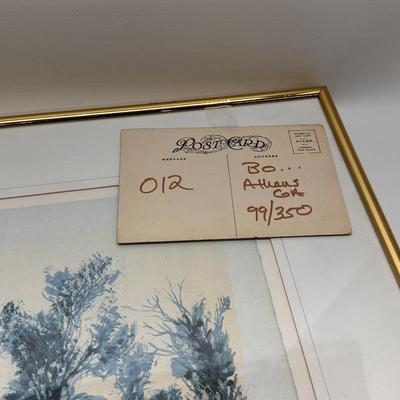 POST CARD
MESSAGE
ADDRESS
012
Bo...
Athens
GA
99/350
STAMP